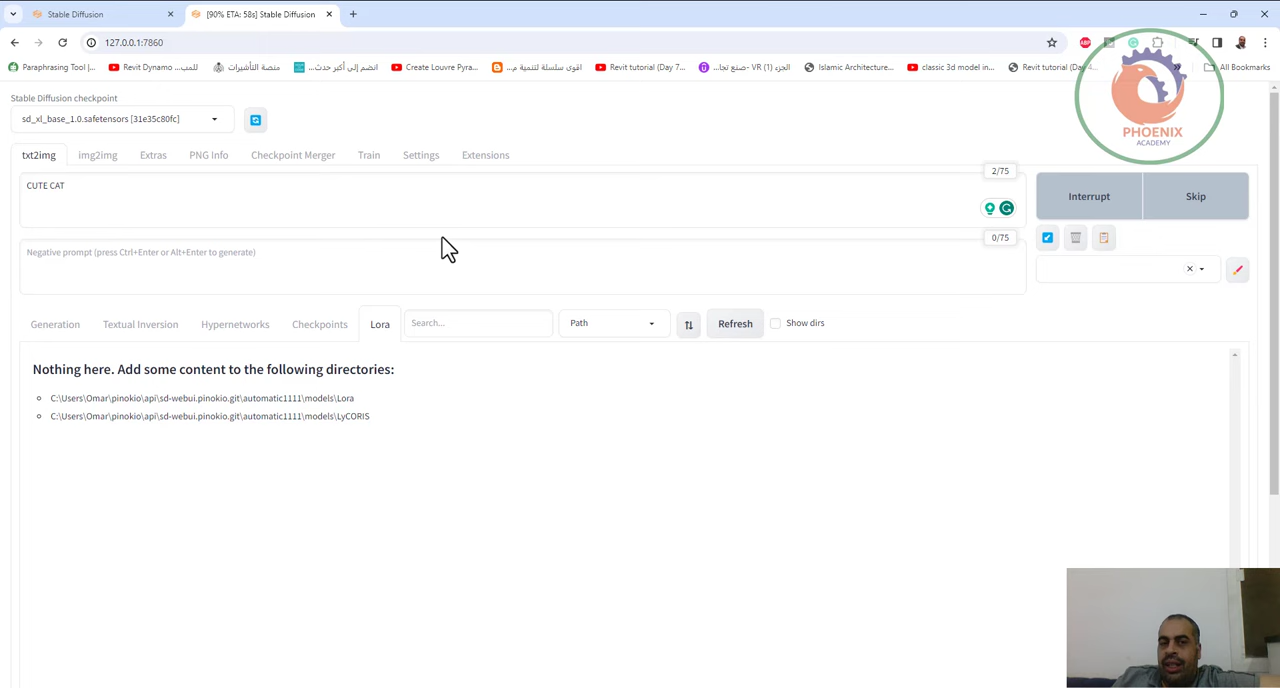 Stable Diffusion
[90% ETA: 58s] Stable Diffusion
127.0.0.1:7860
Paraphrasing Tool |...
Revit Dynamo ...للمب
منصة التأشيرات
انضم إلى أكبر حدث...
Create Louvre Pyra...
اقوى سلسلة لتنمية م...
Revit tutorial (Day 7...
الجزء (1) VR -صنع تجا...
Islamic Architecture...
classic 3d model in...
Revit tutorial (Day 4...
All Bookmarks
PHOENIX
ACADEMY
Stable Diffusion checkpoint
sd_xl_base_1.0.safetensors [31e35c80fc]
txt2img img2img Extras PNG Info Checkpoint Merger Train Settings Extensions
2/75
CUTE CAT
Interrupt Skip
0/75
Negative prompt (press Ctrl+Enter or Alt+Enter to generate)
Generation Textual Inversion Hypernetworks Checkpoints Lora Search... Path Refresh Show dirs
Nothing here. Add some content to the following directories:
C:\Users\Omar\pinokio\api\sd-webui.pinokio.git\automatic1111\models\Lora
C:\Users\Omar\pinokio\api\sd-webui.pinokio.git\automatic1111\models\LyCORIS